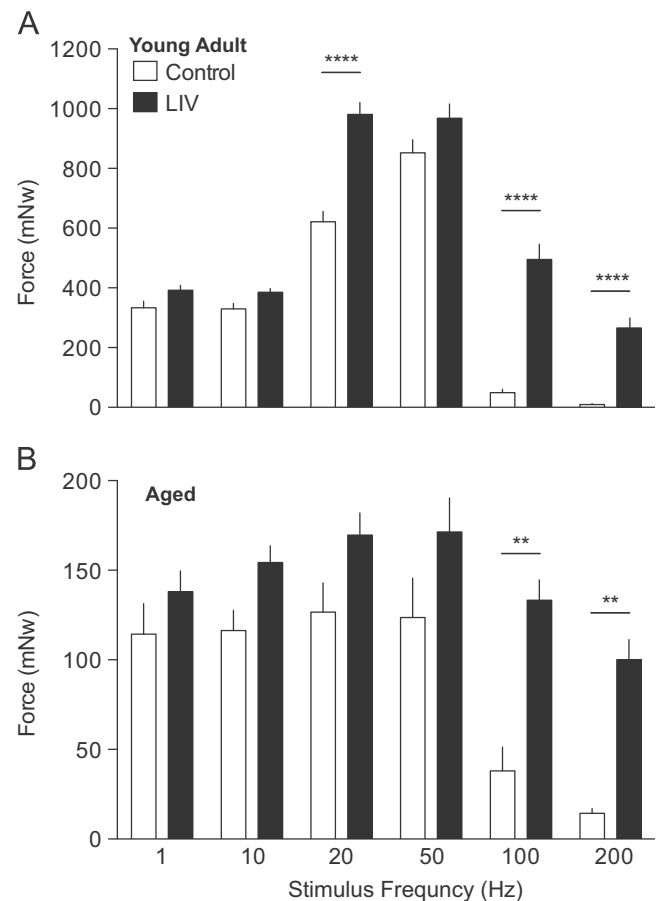 A
Young Adult
Control
LIV
1200
1000
800
600
400
200
0
Force (mNw)
****
****
****
B
Aged
200
150
100
50
0
Force (mNw)
**
**
1 10 20 50 100 200
Stimulus Frequncy (Hz)